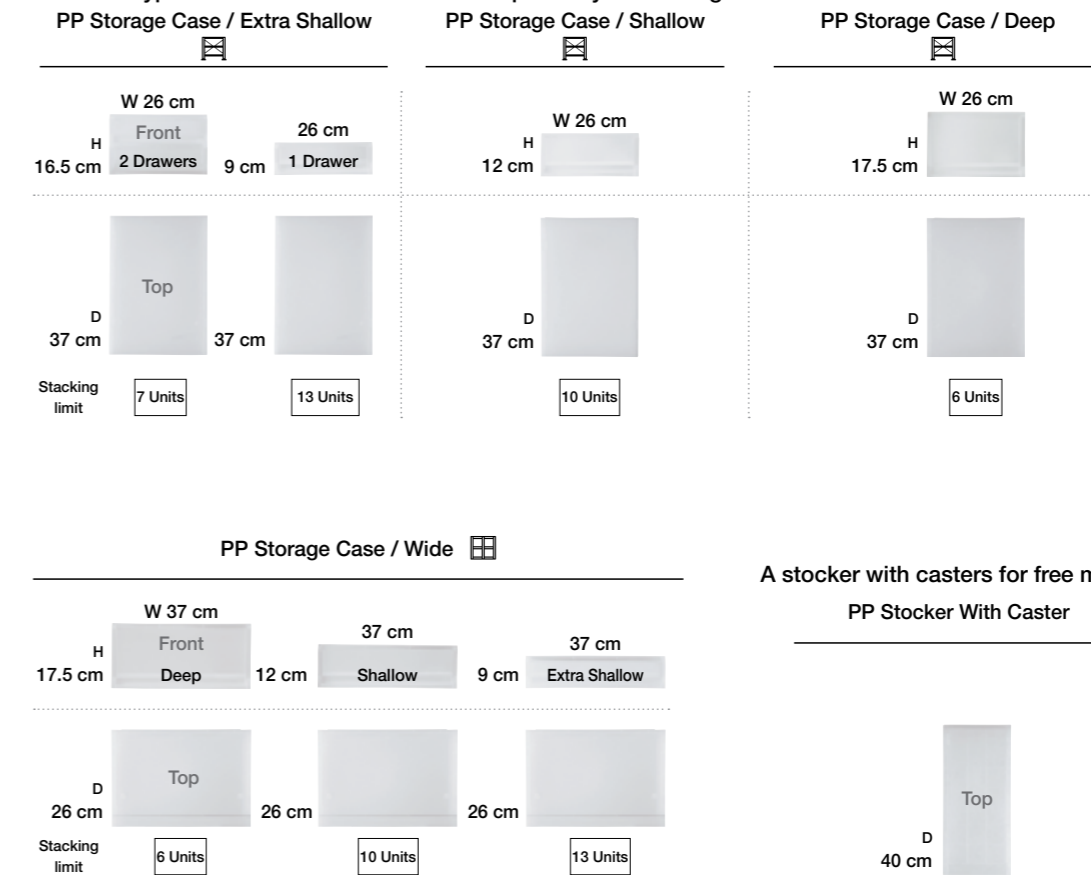 PP Storage Case / Extra Shallow
W 26 cm
Front
H
16.5 cm
2 Drawers
26 cm
9 cm
1 Drawer
Top
D
37 cm
37 cm
Stacking
limit
7 Units
13 Units
PP Storage Case / Shallow
W 26 cm
H
12 cm
D
37 cm
10 Units
PP Storage Case / Deep
W 26 cm
H
17.5 cm
D
37 cm
6 Units
PP Storage Case / Wide
W 37 cm
Front
H
17.5 cm
Deep
37 cm
12 cm
Shallow
37 cm
9 cm
Extra Shallow
Top
D
26 cm
26 cm
26 cm
Stacking
limit
6 Units
10 Units
13 Units
A stocker with casters for free
PP Stocker With Caster
Top
D
40 cm